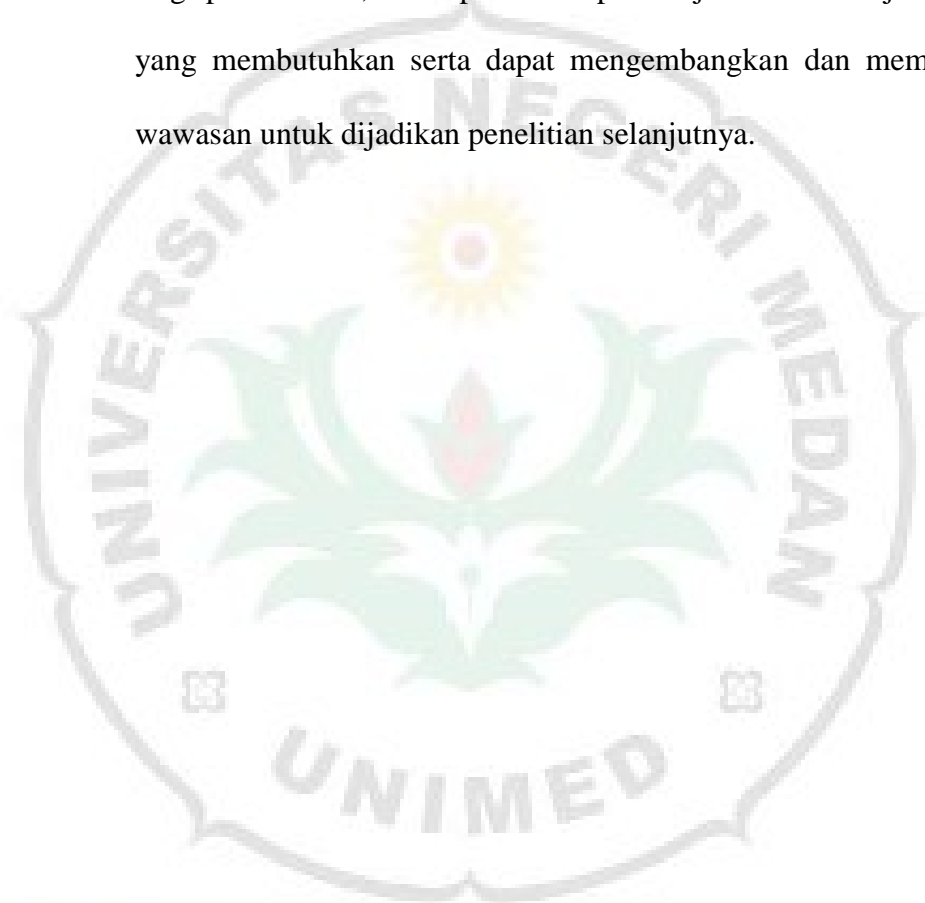 yang membutuhkan serta dapat mengembangkan dan mem
wawasan untuk dijadikan penelitian selanjutnya.
UNIVERSITAS NEGERI MEDAN
UNIMED